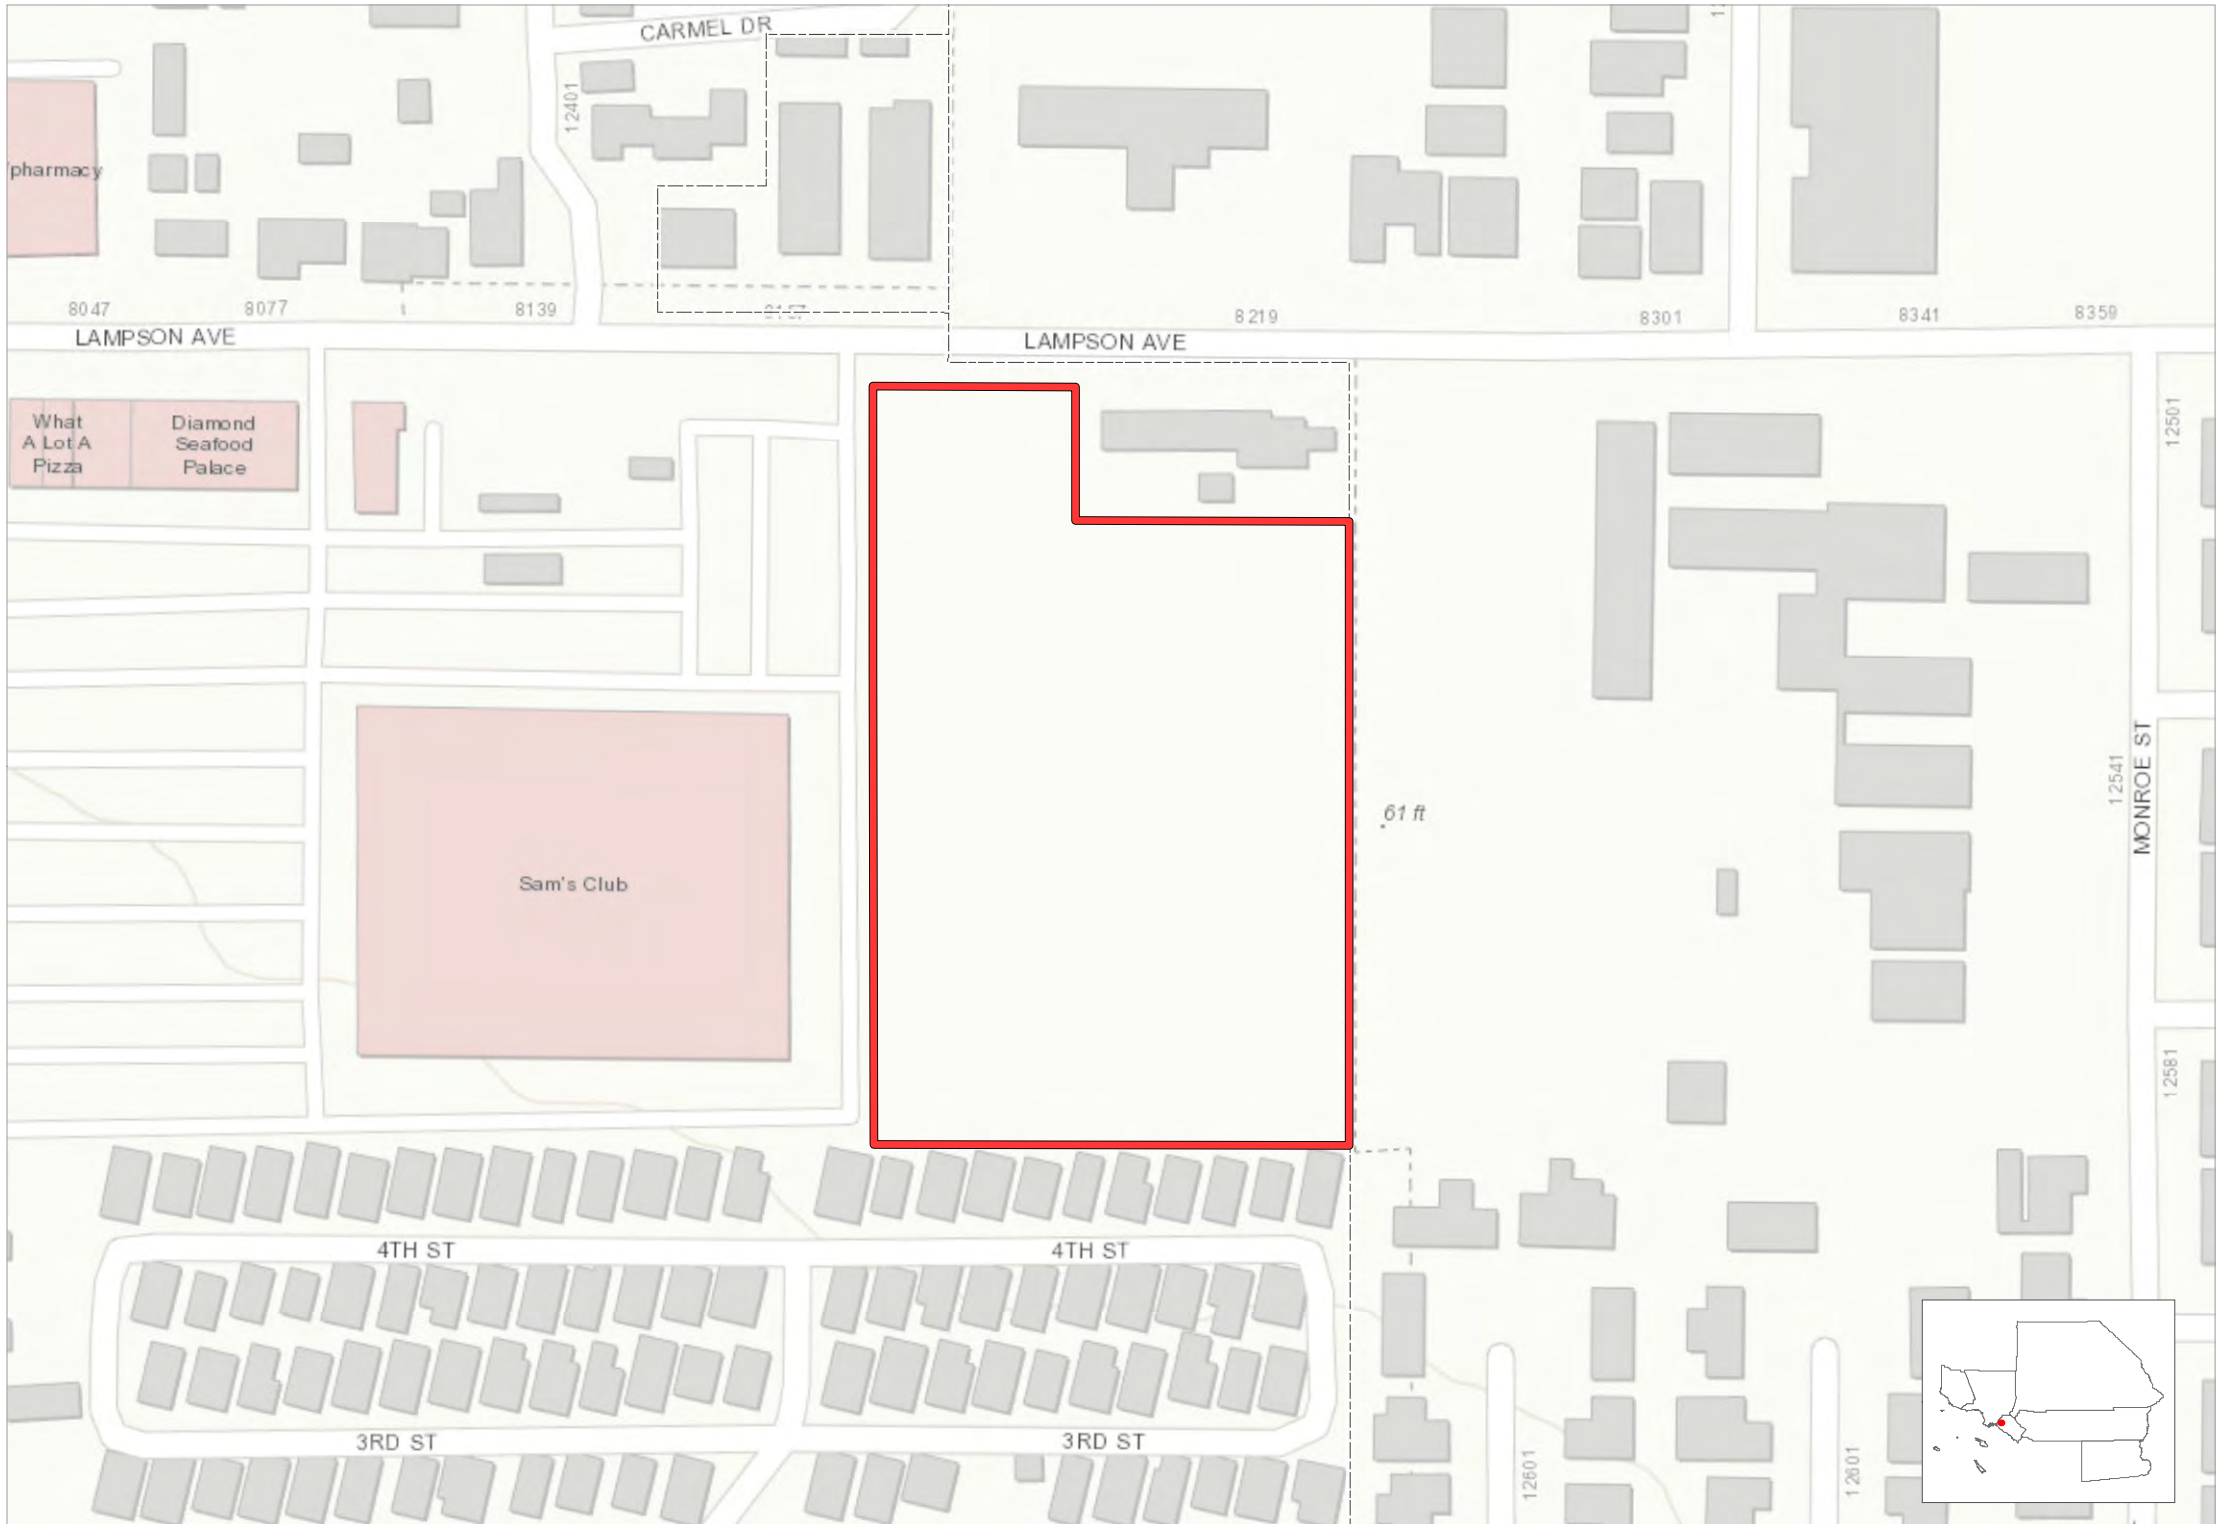 CARMEL DR
12401
pharmacy
8047
8077
8139
8219
8301
8341
8359
LAMPSON AVE
LAMPSON AVE
What
A Lot A
Pizza
Diamond
Seafood
Palace
12501
61 ft
12541
MONROE ST
Sam's Club
12581
4TH ST
4TH ST
3RD ST
3RD ST
12601
12601